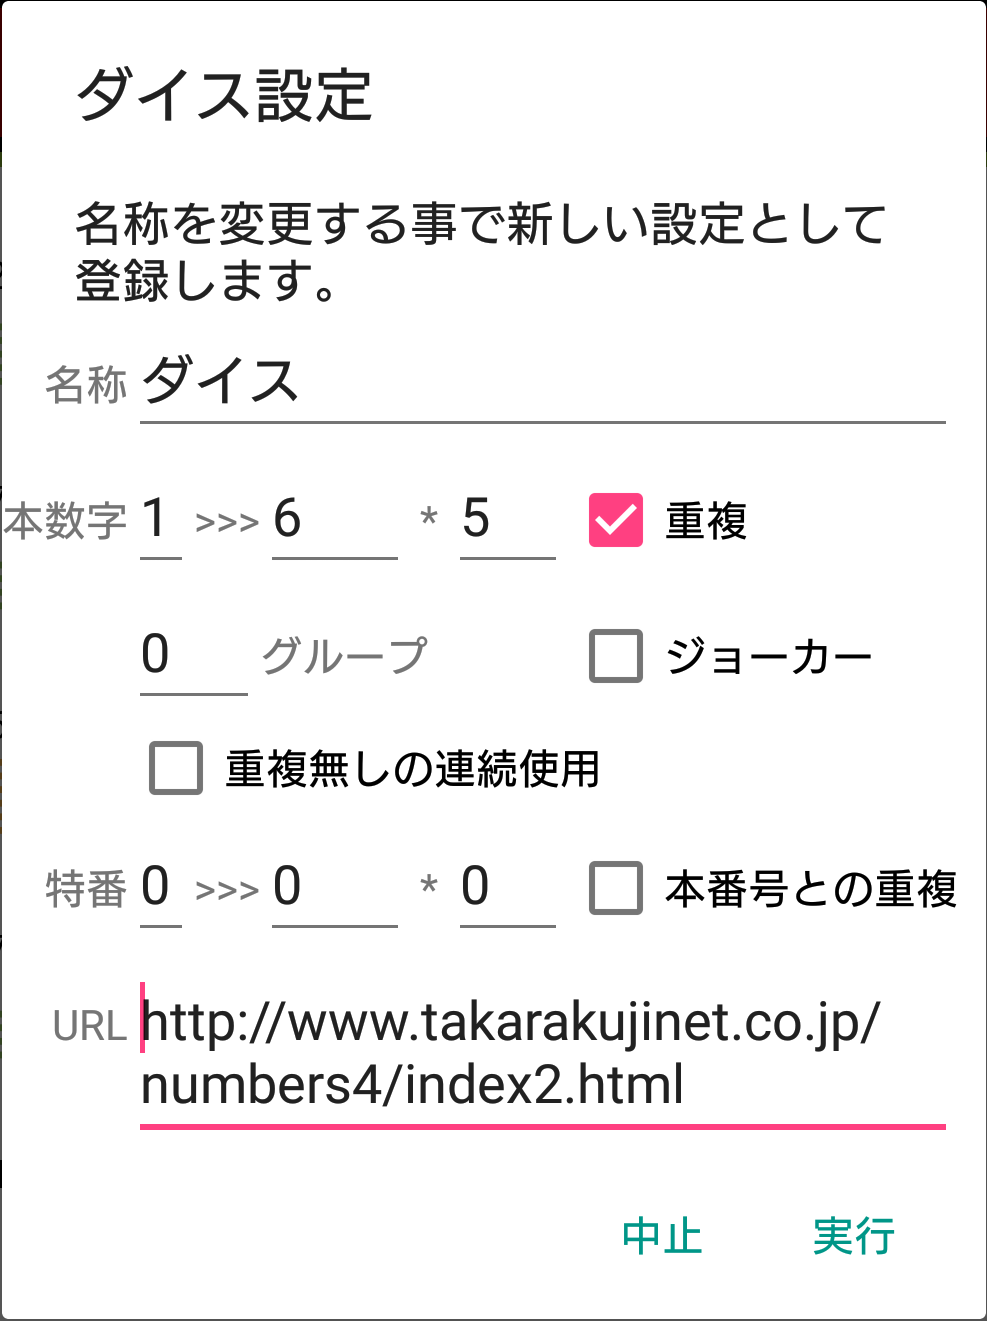 ダイス設定
名称を変更する事で新しい設定として
登録します。
名称 ダイス
本数字 1 >>> 6 * 5 重複
0 グループ ジョーカー
重複無しの連続使用
特番 0 >>> 0 * 0 本番号との重複
URL http://www.takarakujinet.co.jp/
numbers4/index2.html
中止 実行